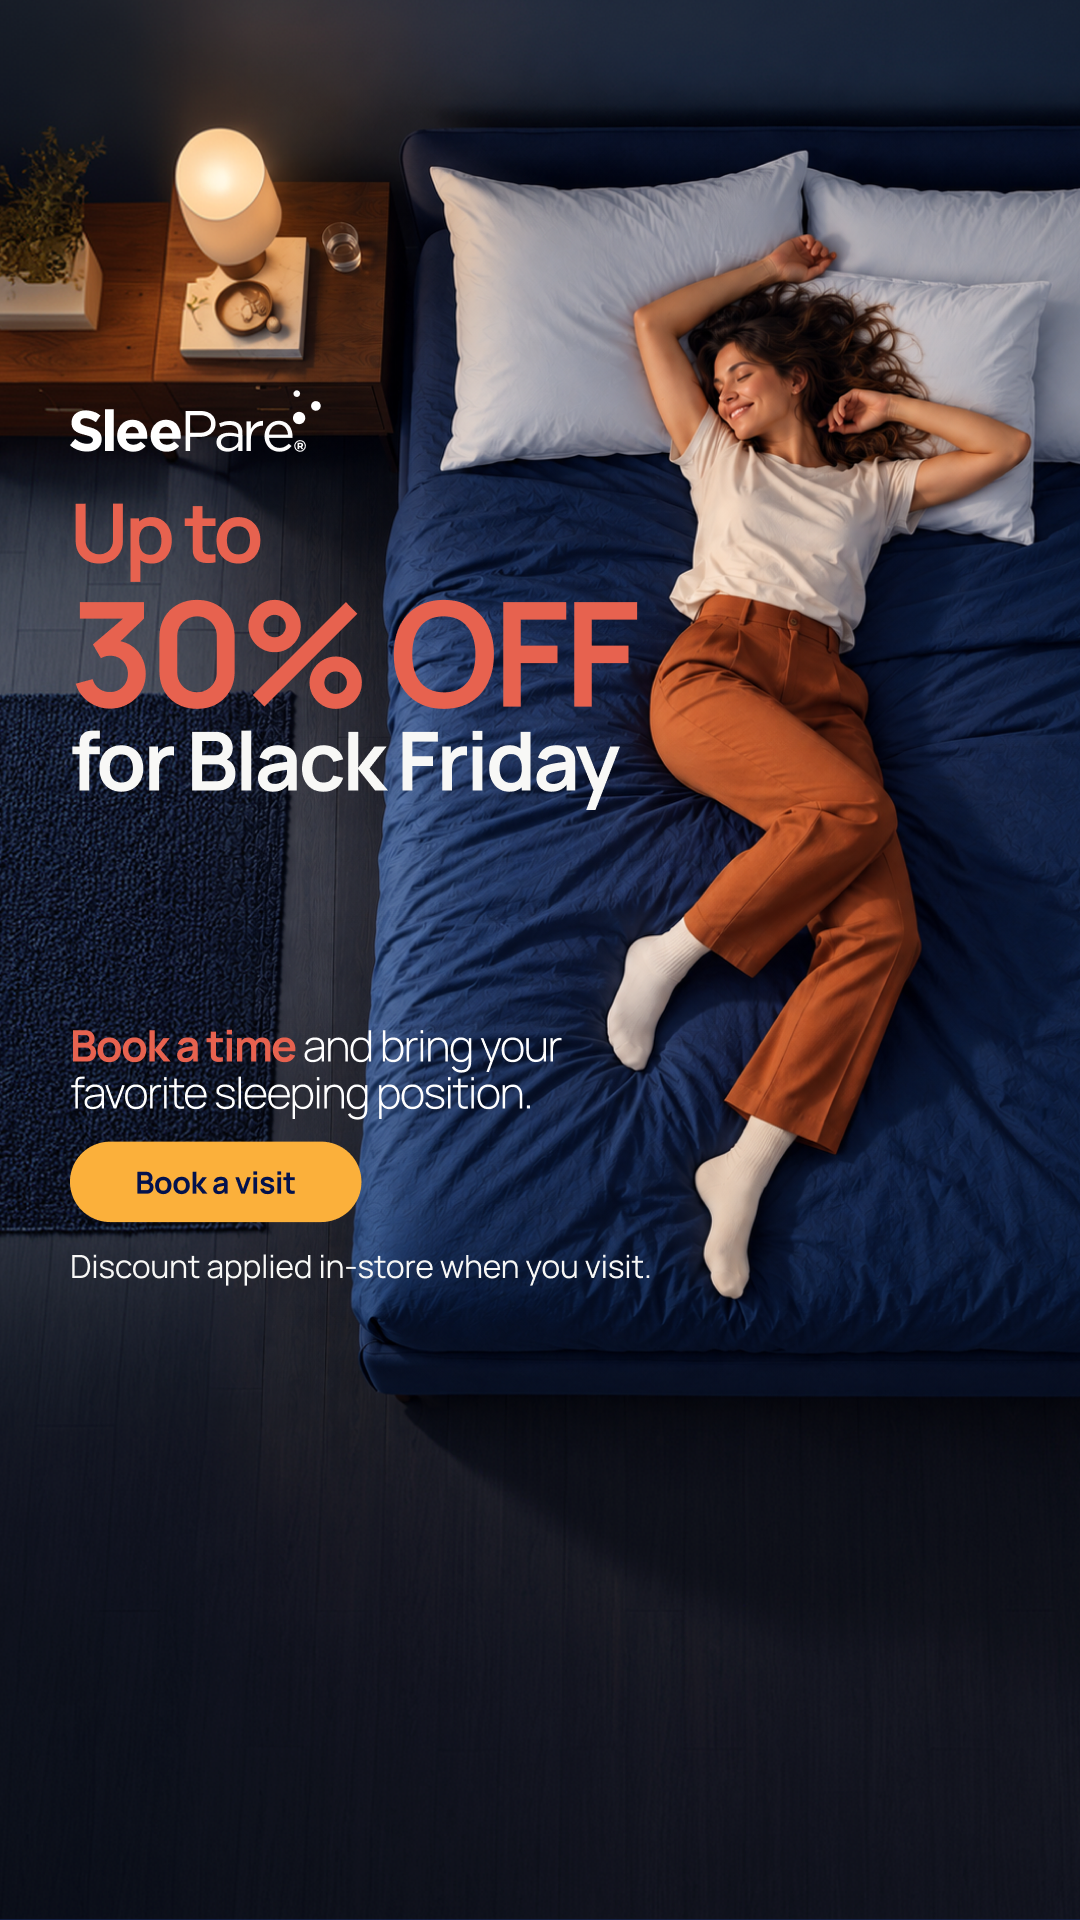 SleePare®
Up to
30% OFF
for Black Friday
Book a time and bring your
favorite sleeping position.
Book a visit
Discount applied in-store when you visit.